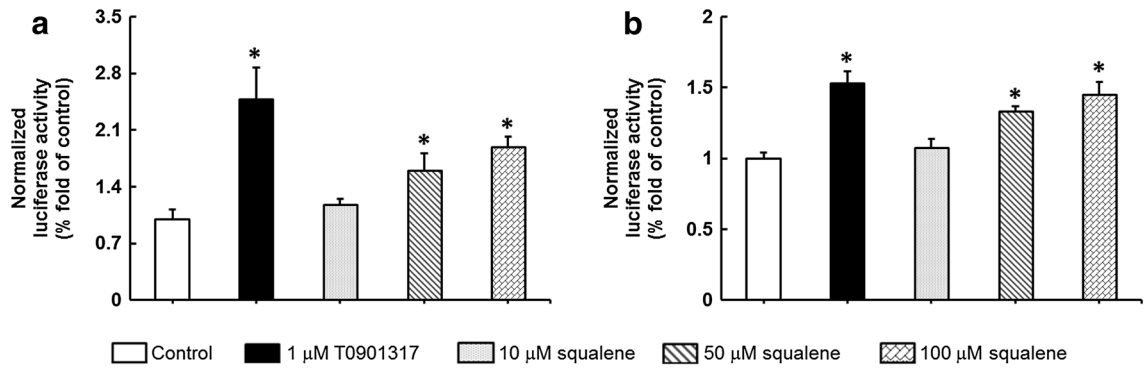 a
Normalized
luciferase activity
(% fold of control)
3.5
2.8
2.1
1.4
0.7
0
*
*
*
b
Normalized
luciferase activity
(% fold of control)
2
1.5
1
0.5
0
*
*
*
Control
1 μM T0901317
10 μM squalene
50 μM squalene
100 μM squalene